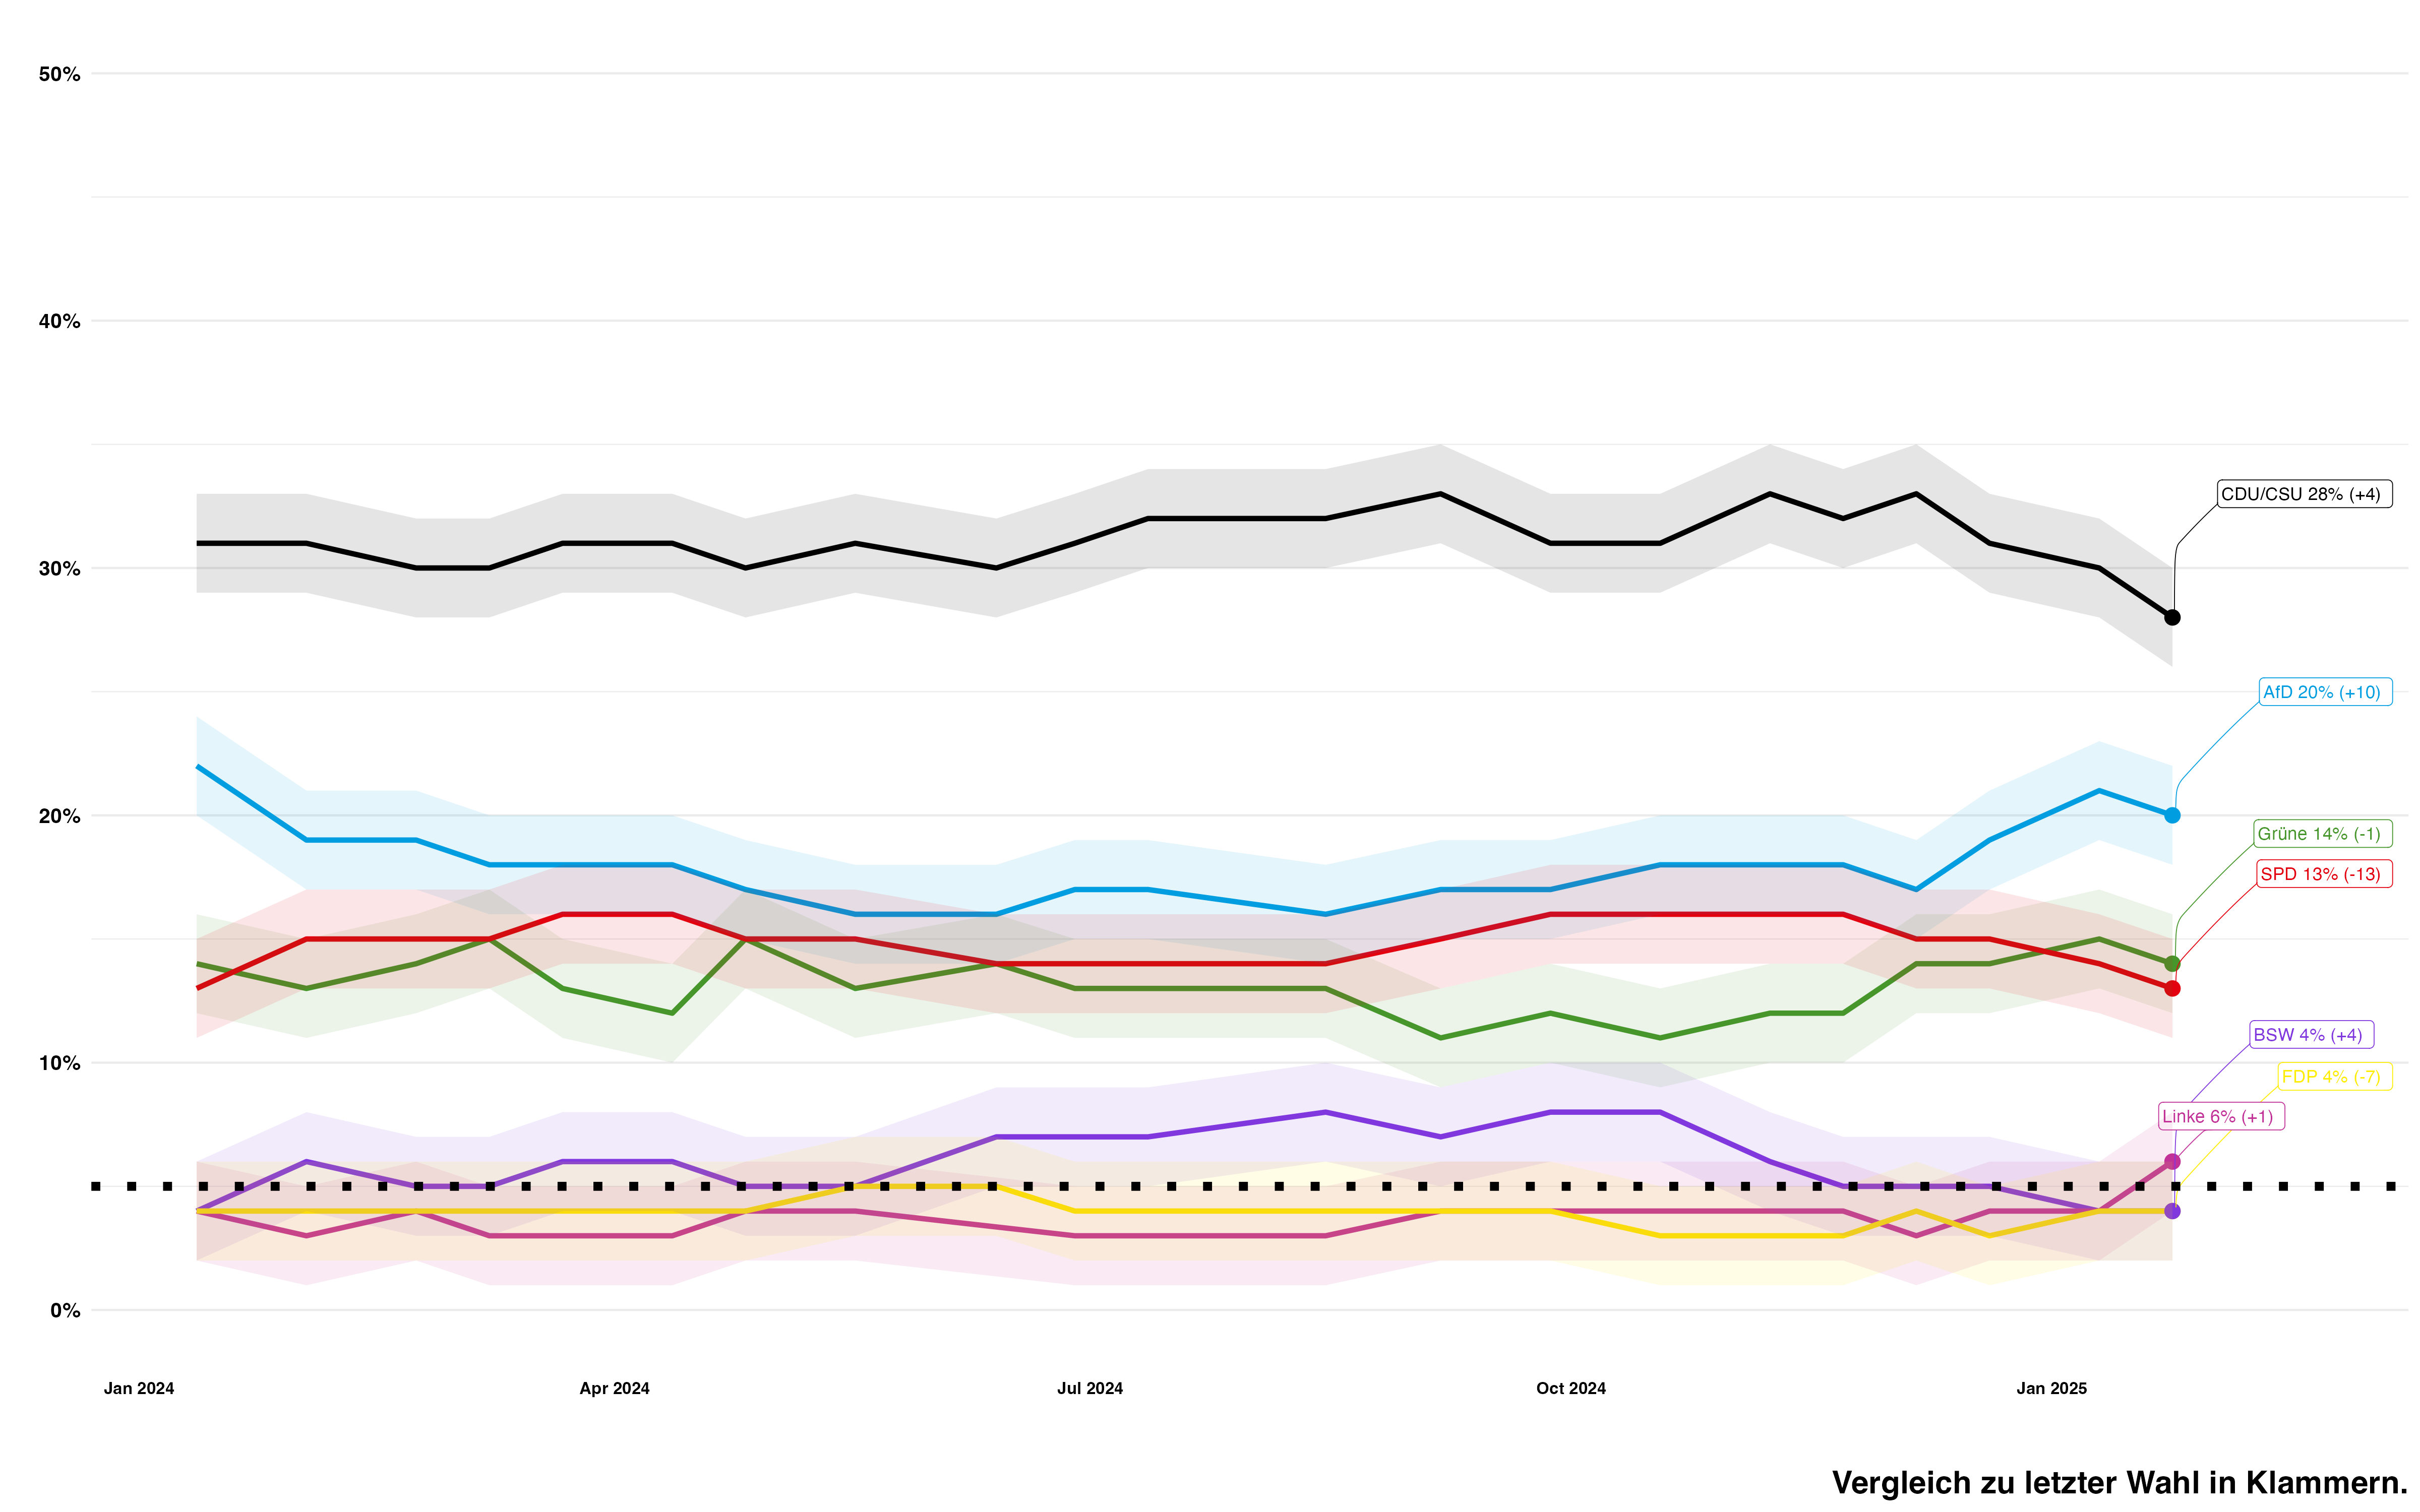 50%
40%
30%
20%
10%
0%
CDU/CSU 28% (+4)
AfD 20% (+10)
Grüne 14% (-1)
SPD 13% (-13)
BSW 4% (+4)
FDP 4% (-7)
Linke 6% (+1)
Jan 2024
Apr 2024
Jul 2024
Oct 2024
Jan 2025
Vergleich zu letzter Wahl in Klammern.